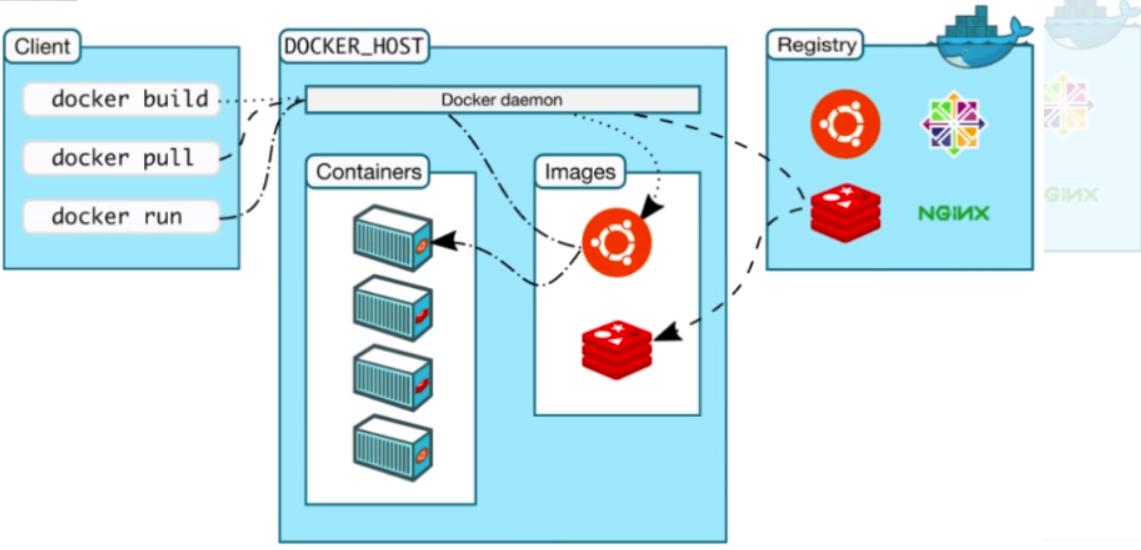 Client
docker build
docker pull
docker run
DOCKER_HOST
Docker daemon
Containers
Images
Registry
NGINX
NGINX